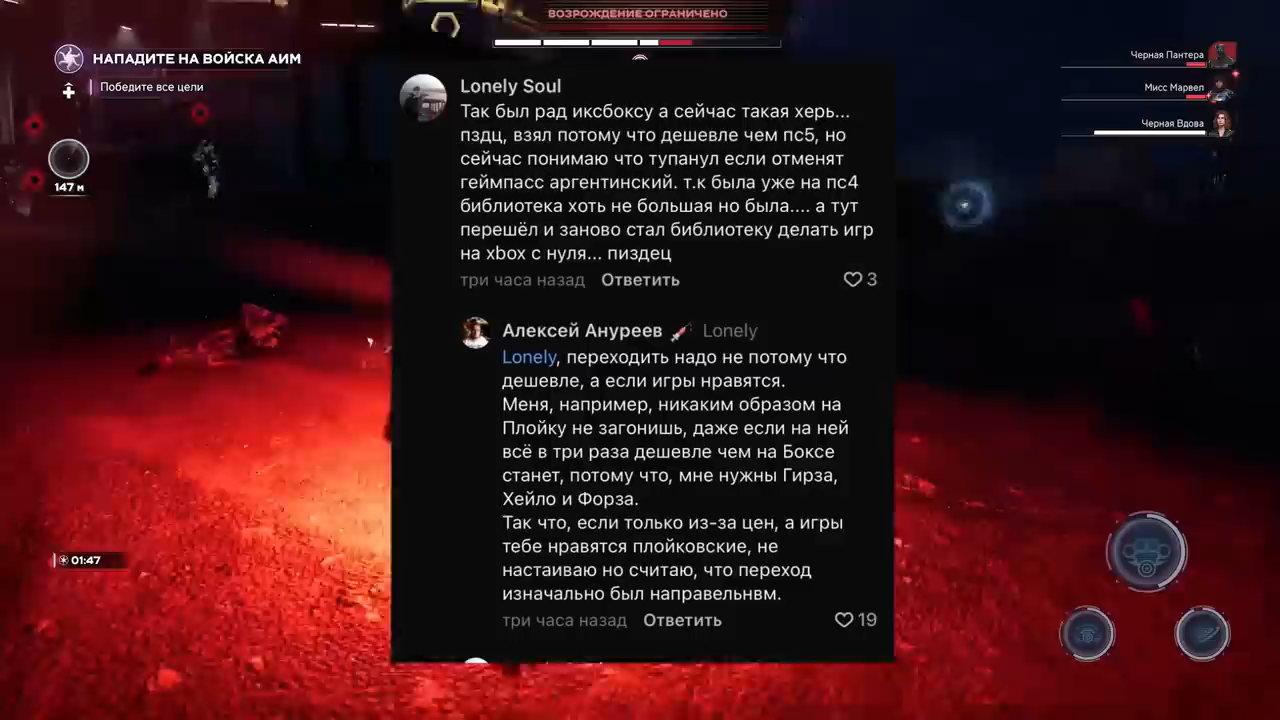 ВОЗРОЖДЕНИЕ ОГРАНИЧЕНО
НАПАДИТЕ НА ВОЙСКА АИМ
Победите все цели
147 м
Черная Пантера
Мисс Марвел
Черная Вдова
Lonely Soul
Так был рад иксбоксу а сейчас такая херь...
пздц, взял потому что дешевле чем пс5, но
сейчас понимаю что тупанул если отменят
геймпасс аргентинский. т.к была уже на пс4
библиотека хоть не большая но была.... а тут
перешёл и заново стал библиотеку делать игр
на xbox с нуля... пиздец
три часа назад Ответить 3
Алексей Ануреев Lonely
Lonely, переходить надо не потому что
дешевле, а если игры нравятся.
Меня, например, никаким образом на
Плойку не загонишь, даже если на ней
всё в три раза дешевле чем на Боксе
станет, потому что, мне нужны Гирза,
Хейло и Форза.
Так что, если только из-за цен, а игры
тебе нравятся плойковские, не
настаиваю но считаю, что переход
изначально был направельнвм.
три часа назад Ответить 19
01:47